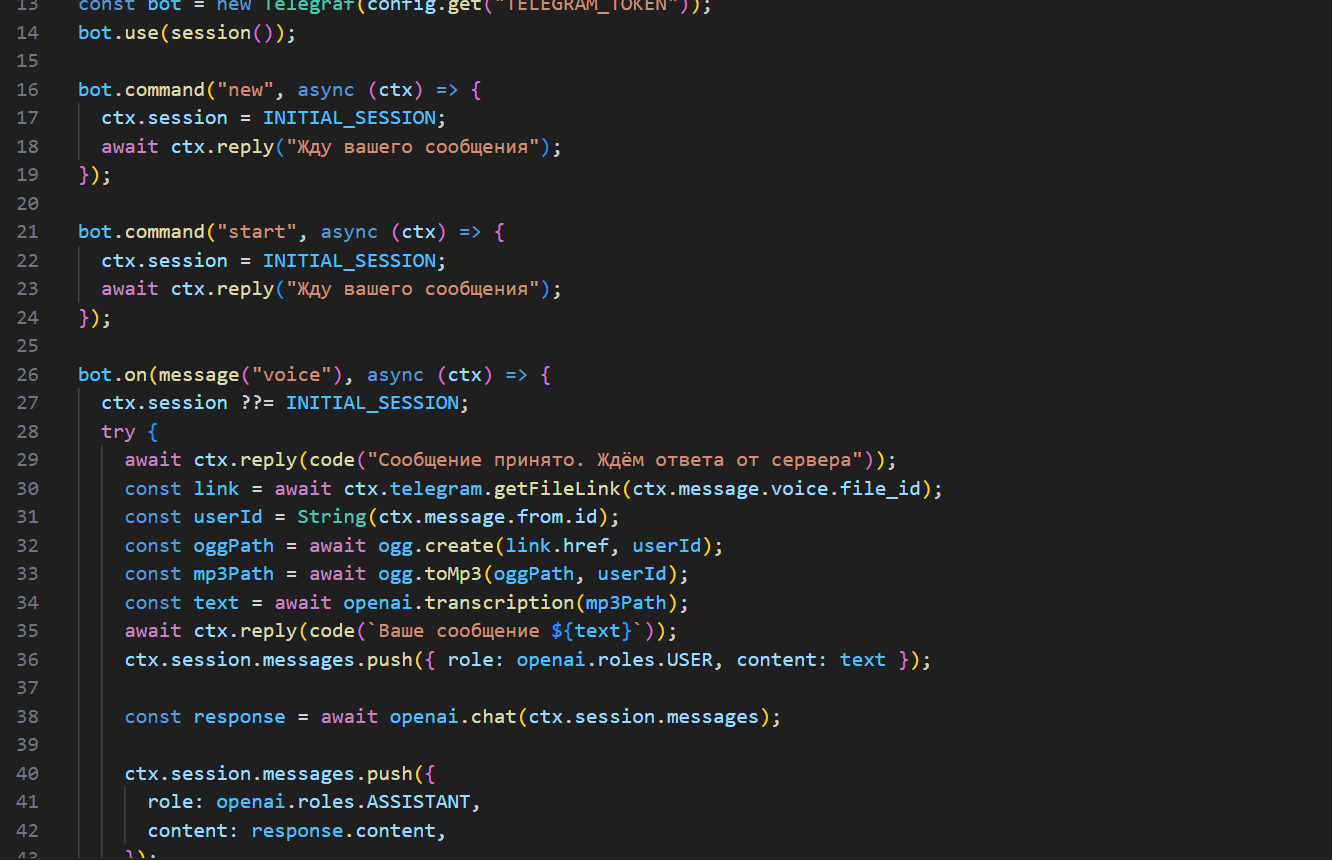 13 const bot = new Telegraf(config.get("TELEGRAM_TOKEN"));
14 bot.use(session());
15
16 bot.command("new", async (ctx) => {
17 ctx.session = INITIAL_SESSION;
18 await ctx.reply("Жду вашего сообщения");
19 });
20
21 bot.command("start", async (ctx) => {
22 ctx.session = INITIAL_SESSION;
23 await ctx.reply("Жду вашего сообщения");
24 });
25
26 bot.on(message("voice"), async (ctx) => {
27 ctx.session ??= INITIAL_SESSION;
28 try {
29 await ctx.reply(code("Сообщение принято. Ждём ответа от сервера"));
30 const link = await ctx.telegram.getFileLink(ctx.message.voice.file_id);
31 const userId = String(ctx.message.from.id);
32 const oggPath = await ogg.create(link.href, userId);
33 const mp3Path = await ogg.toMp3(oggPath, userId);
34 const text = await openai.transcription(mp3Path);
35 await ctx.reply(code(`Ваше сообщение ${text}`));
36 ctx.session.messages.push({ role: openai.roles.USER, content: text });
37
38 const response = await openai.chat(ctx.session.messages);
39
40 ctx.session.messages.push({
41 role: openai.roles.ASSISTANT,
42 content: response.content,
43 });